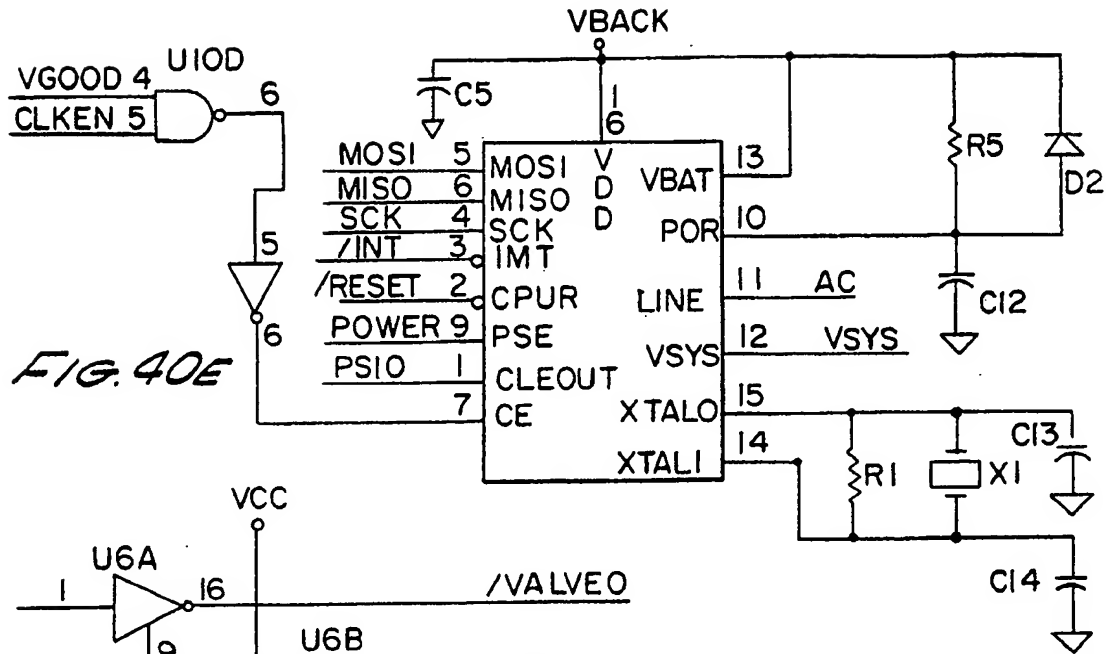 VBACK
U10D
VGOOD 4
6
CLKEN 5
C5
1
6
VDD
MOSI 5 MOSI
VBAT 13
R5
D2
MISO 6 MISO
SCK 4 SCK
POR 10
/INT 3 IMT
/RESET 2 CPUR
LINE 11 AC
C12
5
6
POWER 9 PSE
VSYS 12 VSYS
FIG. 40E
PSIO 1 CLEOUT
7 CE
XTALO 15
XTAL1 14
R1
X1
C13
C14
VCC
U6A
1
16
/VALVE0
9
U6B